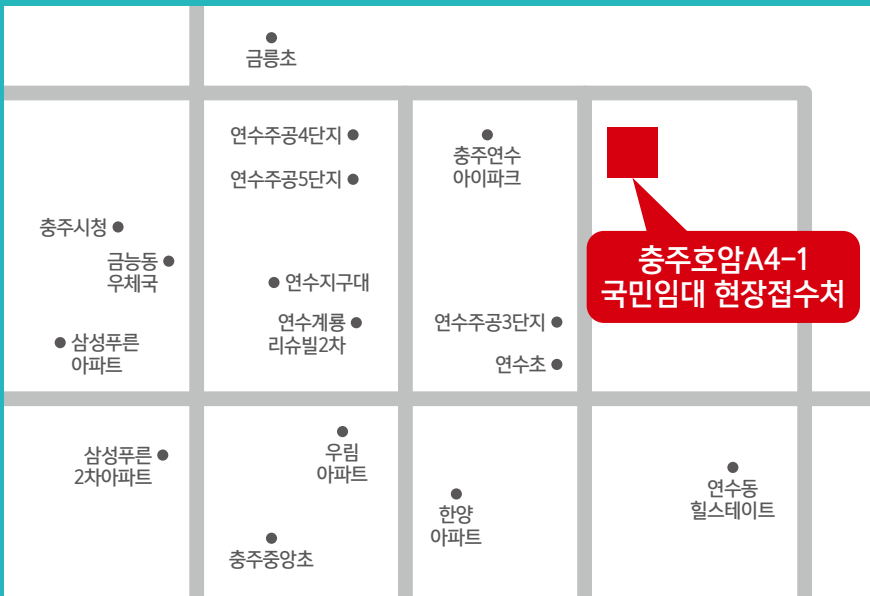 금릉초
연수주공4단지
연수주공5단지
충주연수
아이파크
충주시청
금능동
우체국
연수지구대
연수계룡
리슈빌2차
삼성푸른
아파트
연수주공3단지
연수초
충주호암A4-1
국민임대 현장접수처
삼성푸른
2차아파트
우림
아파트
충주중앙초
한양
아파트
연수동
힐스테이트